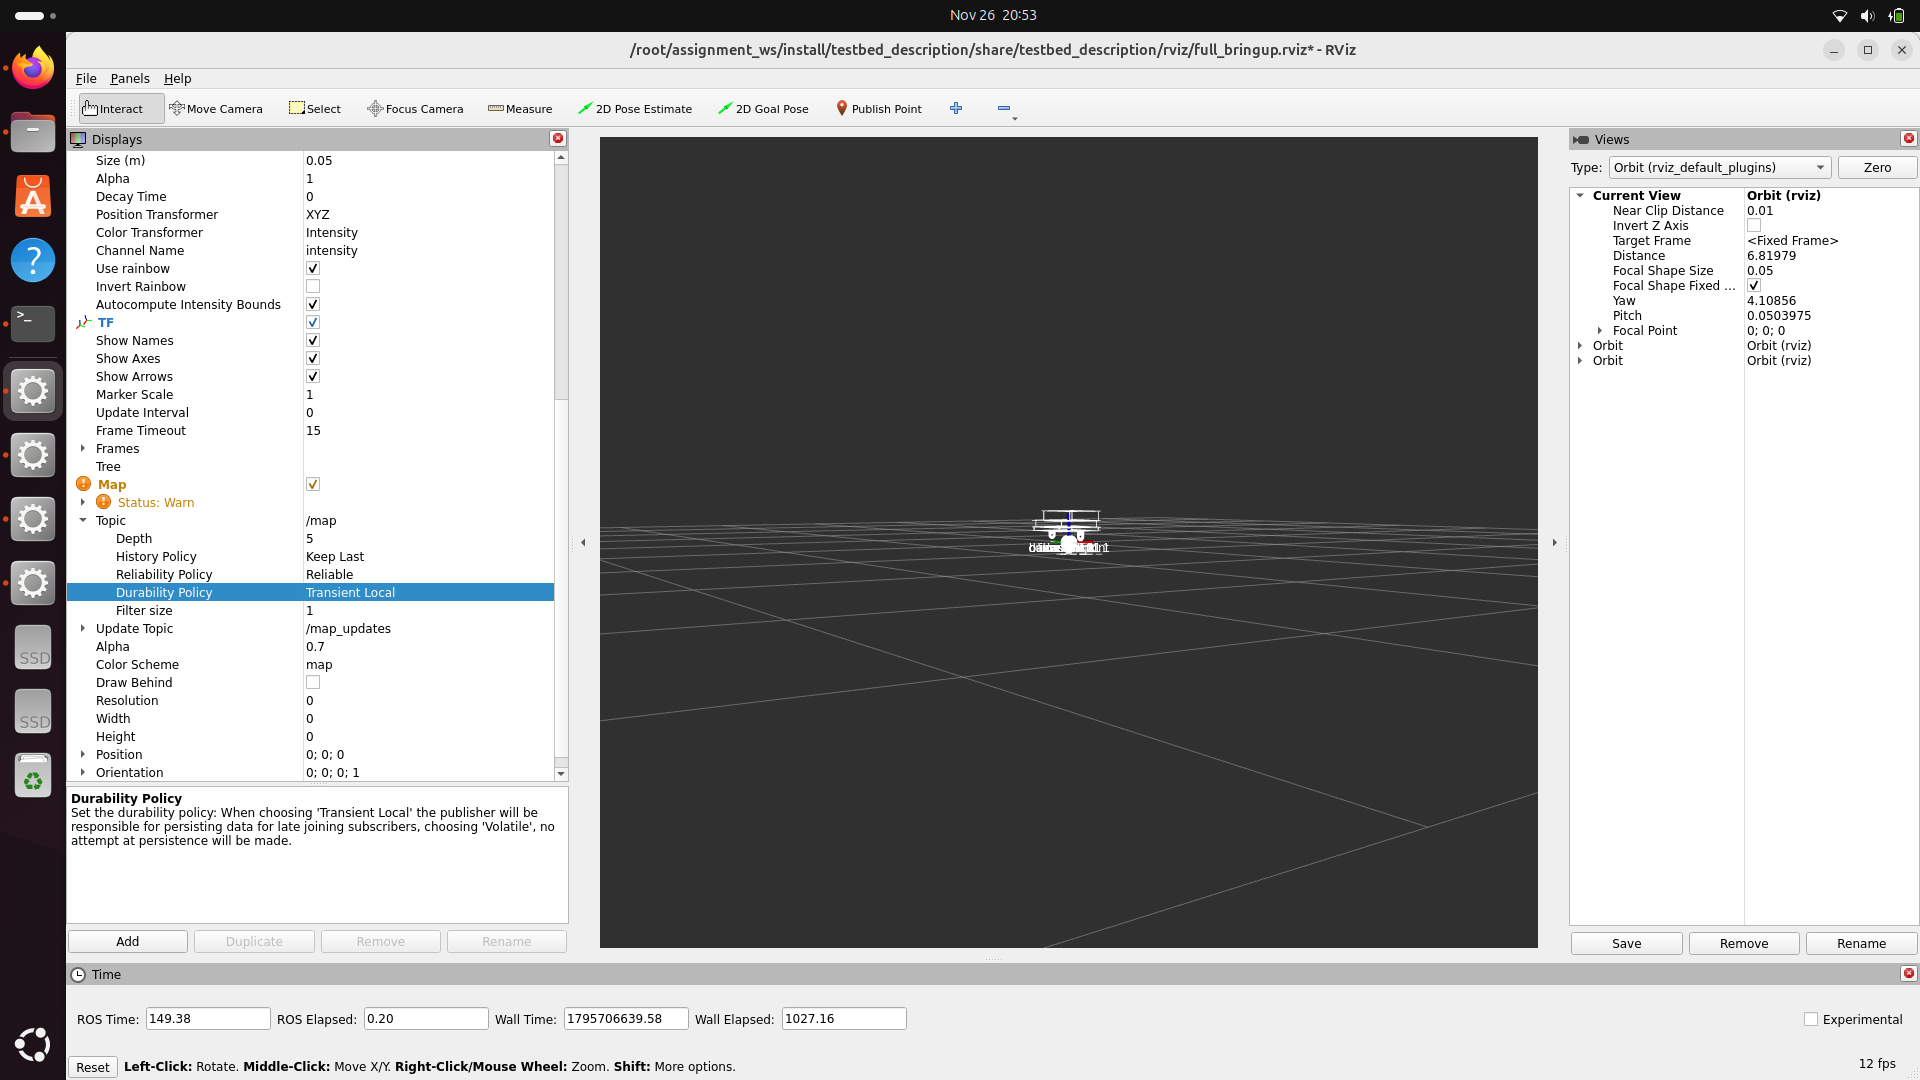 Nov 26 20:53
/root/assignment_ws/install/testbed_description/share/testbed_description/rviz/full_bringup.rviz* - RViz
File Panels Help
Interact Move Camera Select Focus Camera Measure 2D Pose Estimate 2D Goal Pose Publish Point
Displays
Size (m) 0.05
Alpha 1
Decay Time 0
Position Transformer XYZ
Color Transformer Intensity
Channel Name intensity
Use rainbow
Invert Rainbow
Autocompute Intensity Bounds
TF
Show Names
Show Axes
Show Arrows
Marker Scale 1
Update Interval 0
Frame Timeout 15
Frames
Tree
Map
Status: Warn
Topic /map
Depth 5
History Policy Keep Last
Reliability Policy Reliable
Durability Policy Transient Local
Filter size 1
Update Topic /map_updates
Alpha 0.7
Color Scheme map
Draw Behind
Resolution 0
Width 0
Height 0
Position 0; 0; 0
Orientation 0; 0; 0; 1
Durability Policy
Set the durability policy: When choosing 'Transient Local' the publisher will be
responsible for persisting data for late joining subscribers, choosing 'Volatile', no
attempt at persistence will be made.
Add Duplicate Remove Rename
Views
Type: Orbit (rviz_default_plugins) Zero
Current View Orbit (rviz)
Near Clip Distance 0.01
Invert Z Axis
Target Frame <Fixed Frame>
Distance 6.81979
Focal Shape Size 0.05
Focal Shape Fixed ...
Yaw 4.10856
Pitch 0.0503975
Focal Point 0; 0; 0
Orbit Orbit (rviz)
Orbit Orbit (rviz)
Save Remove Rename
SSD
SSD
Time
ROS Time: 149.38 ROS Elapsed: 0.20 Wall Time: 1795706639.58 Wall Elapsed: 1027.16 Experimental
Reset Left-Click: Rotate. Middle-Click: Move X/Y. Right-Click/Mouse Wheel: Zoom. Shift: More options. 12 fps